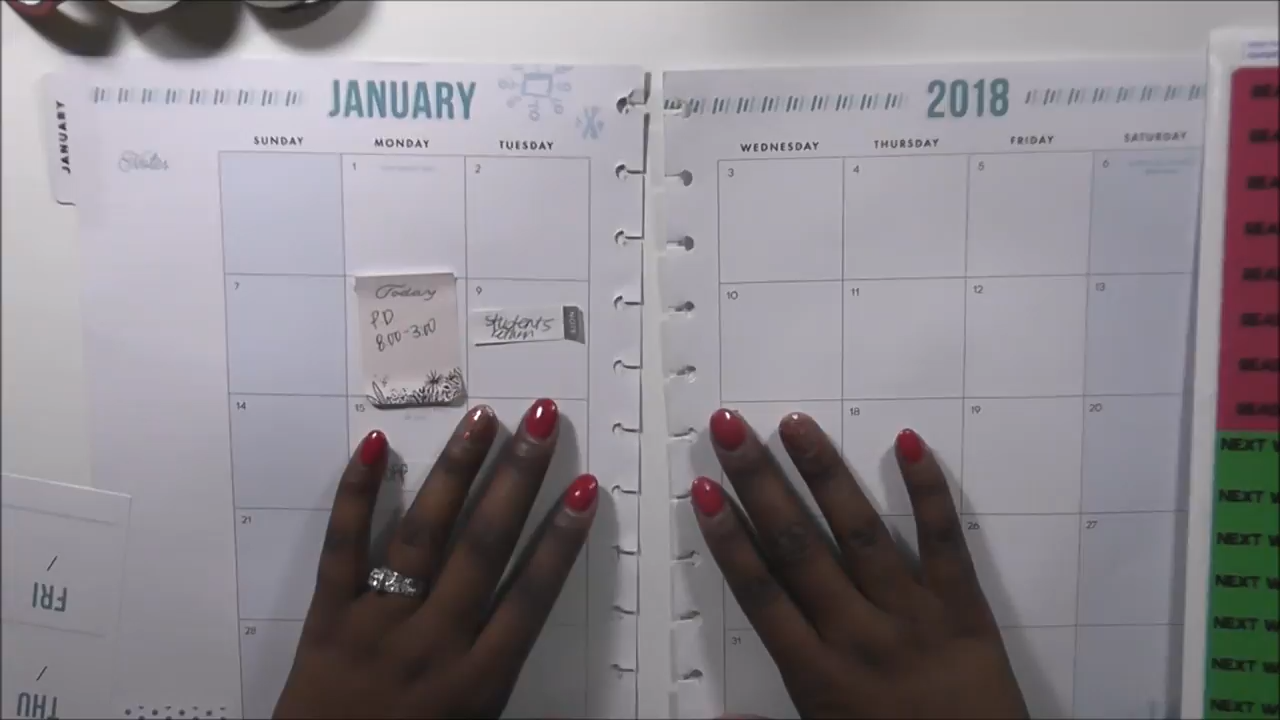 JANUARY
2018
JANUARY
Notes
SUNDAY
MONDAY
TUESDAY
WEDNESDAY
THURSDAY
FRIDAY
SATURDAY
1
2
3
4
5
6
7
Today
PD
8:00-3:00
9
Students
return
10
11
12
13
14
15
OFF
18
19
20
21
26
27
28
31
FRI
/
THU
/
NEXT W
NEXT W
NEXT W
NEXT W
NEXT W
NEXT W
NEXT W